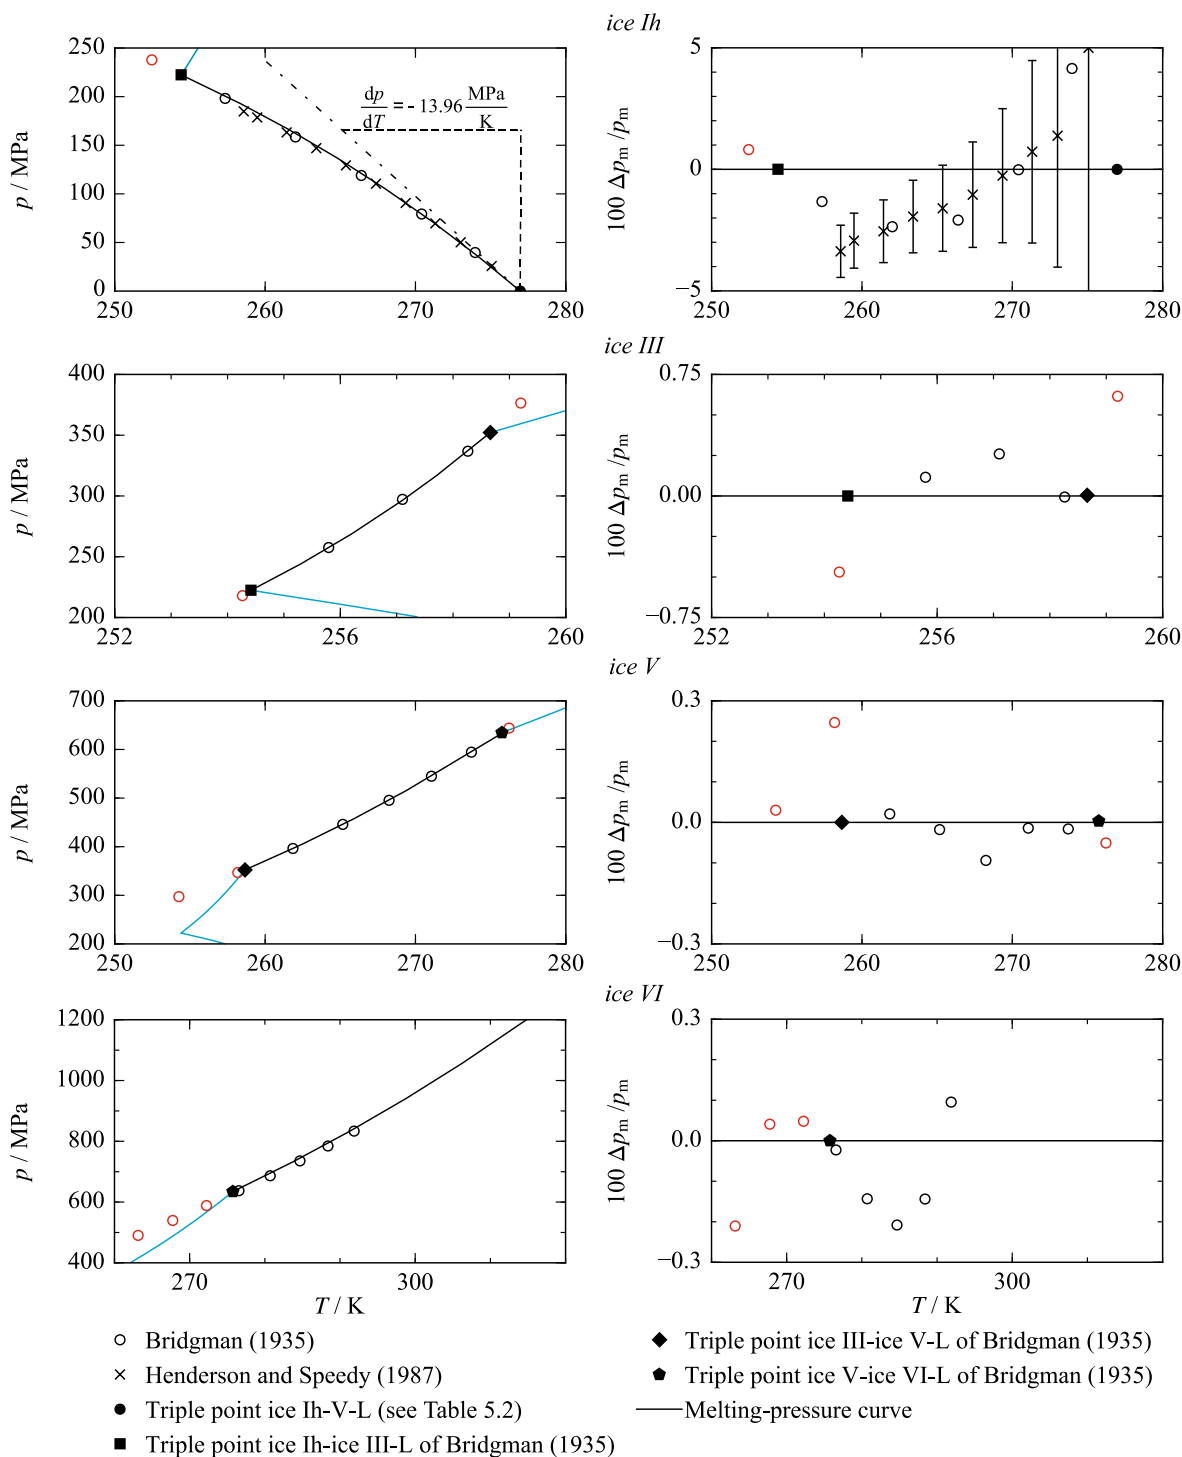 ice Ih
250
200
150
100
50
0
p / MPa
dp/dT = - 13.96 MPa/K
250 260 270 280
5
0
−5
100 Δpm /pm
250 260 270 280
ice III
400
350
300
250
200
p / MPa
252 256 260
0.75
0.00
−0.75
100 Δpm /pm
252 256 260
ice V
700
600
500
400
300
200
p / MPa
250 260 270 280
0.3
0.0
−0.3
100 Δpm /pm
250 260 270 280
ice VI
1200
1000
800
600
400
p / MPa
270 300
T / K
0.3
0.0
−0.3
100 Δpm /pm
270 300
T / K
Bridgman (1935)
Henderson and Speedy (1987)
Triple point ice Ih-V-L (see Table 5.2)
Triple point ice Ih-ice III-L of Bridgman (1935)
Triple point ice III-ice V-L of Bridgman (1935)
Triple point ice V-ice VI-L of Bridgman (1935)
Melting-pressure curve